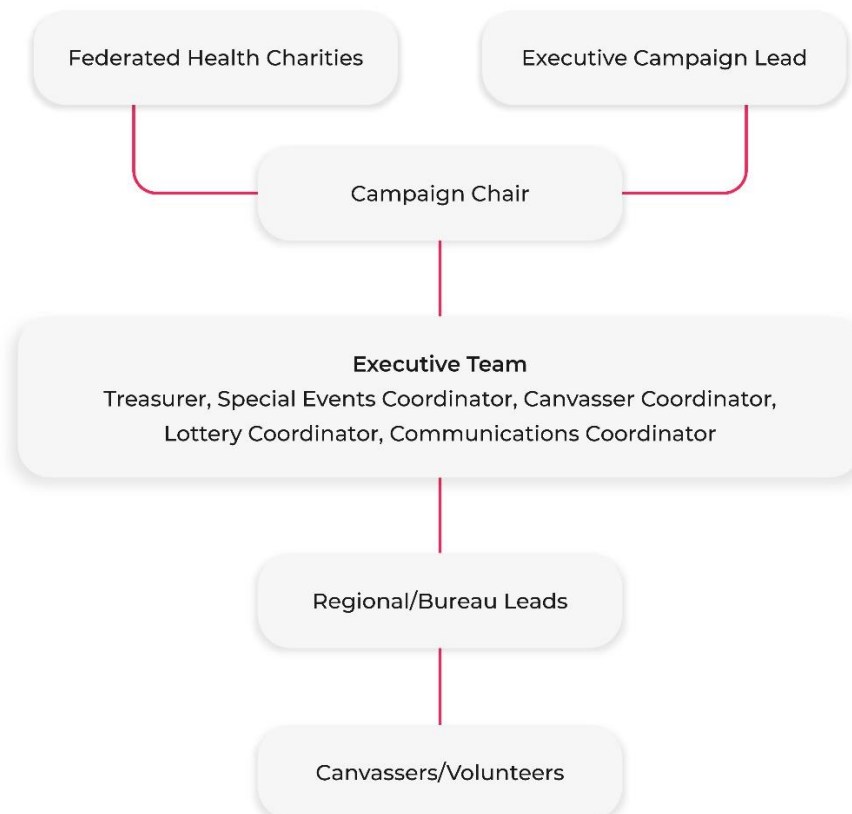 Federated Health Charities
Executive Campaign Lead
Campaign Chair
Executive Team
Treasurer, Special Events Coordinator, Canvasser Coordinator,
Lottery Coordinator, Communications Coordinator
Regional/Bureau Leads
Canvassers/Volunteers